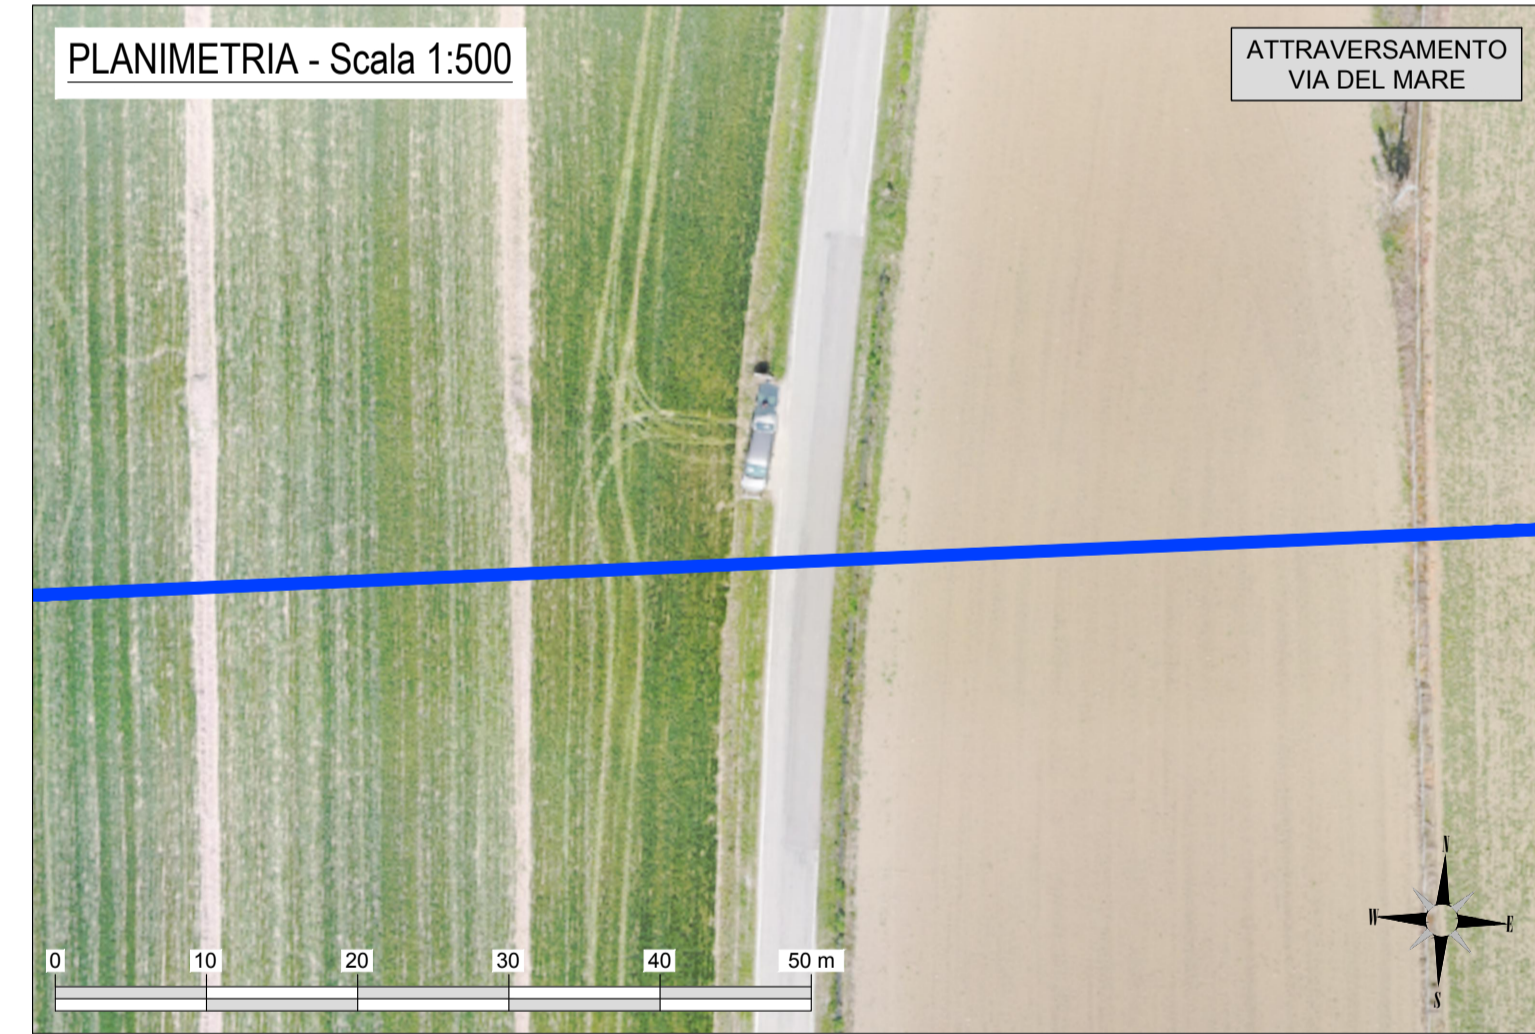 PLANIMETRIA - Scala 1:500
ATTRAVERSAMENTO
VIA DEL MARE
N
W E
S
0 10 20 30 40 50 m